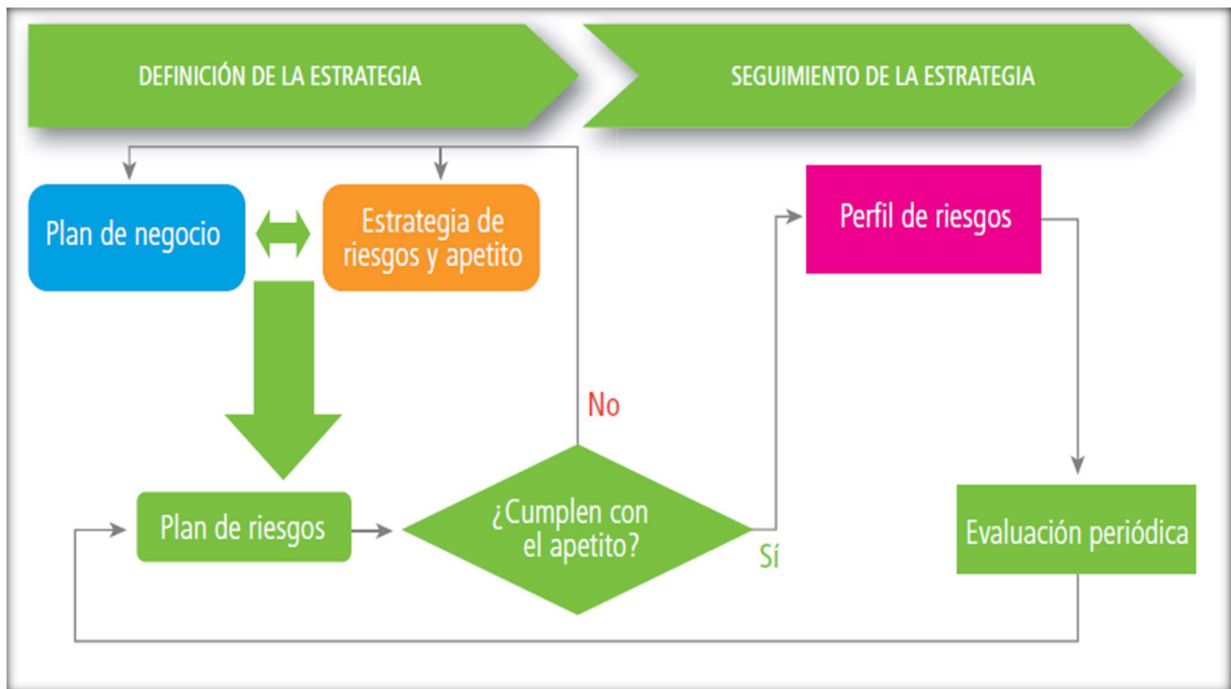 DEFINICIÓN DE LA ESTRATEGIA
SEGUIMIENTO DE LA ESTRATEGIA
Plan de negocio
Estrategia de
riesgos y apetito
Perfil de riesgos
No
Plan de riesgos
¿Cumplen con
el apetito?
Sí
Evaluación periódica